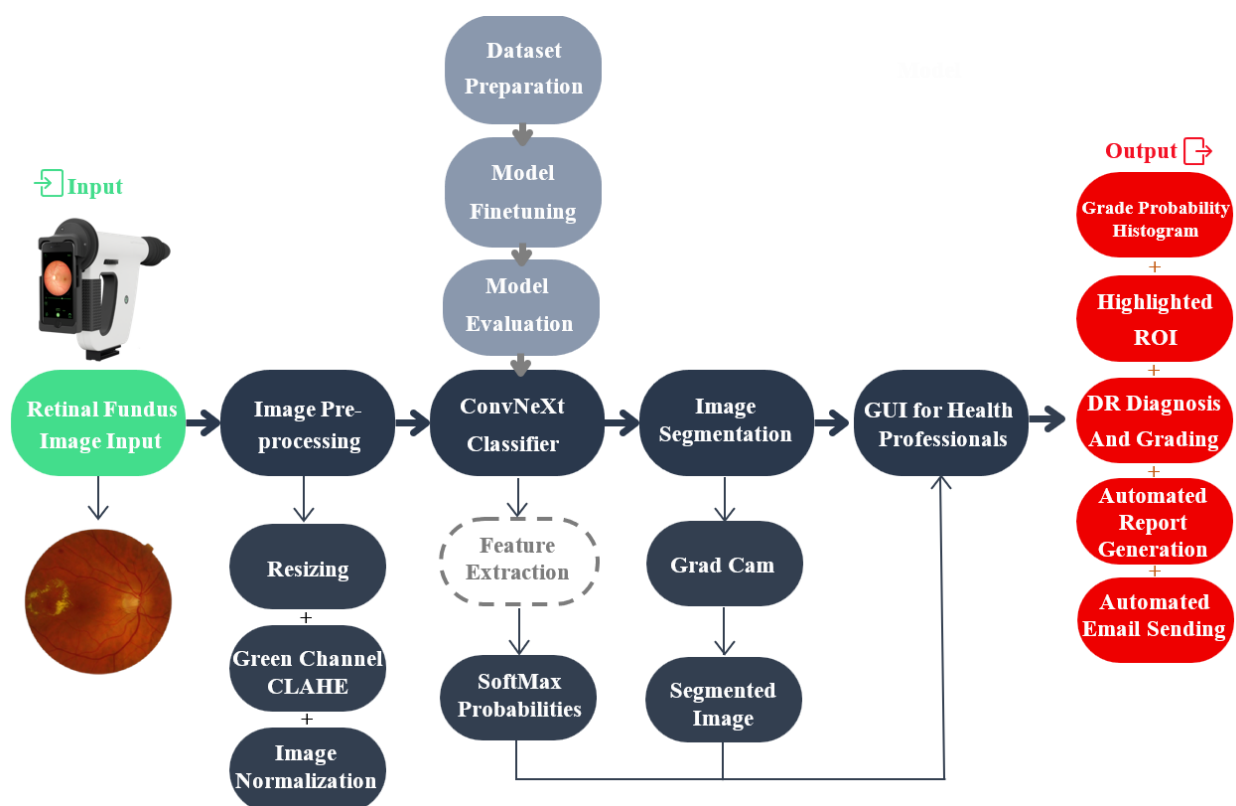 Dataset
Preparation
Model
Finetuning
Model
Evaluation
Input
Output
Retinal Fundus
Image Input
Image Pre-
processing
ConvNeXt
Classifier
Image
Segmentation
GUI for Health
Professionals
Resizing
+
Green Channel
CLAHE
+
Image
Normalization
Feature
Extraction
SoftMax
Probabilities
Grad Cam
Segmented
Image
Grade Probability
Histogram
+
Highlighted
ROI
+
DR Diagnosis
And Grading
+
Automated
Report
Generation
+
Automated
Email Sending